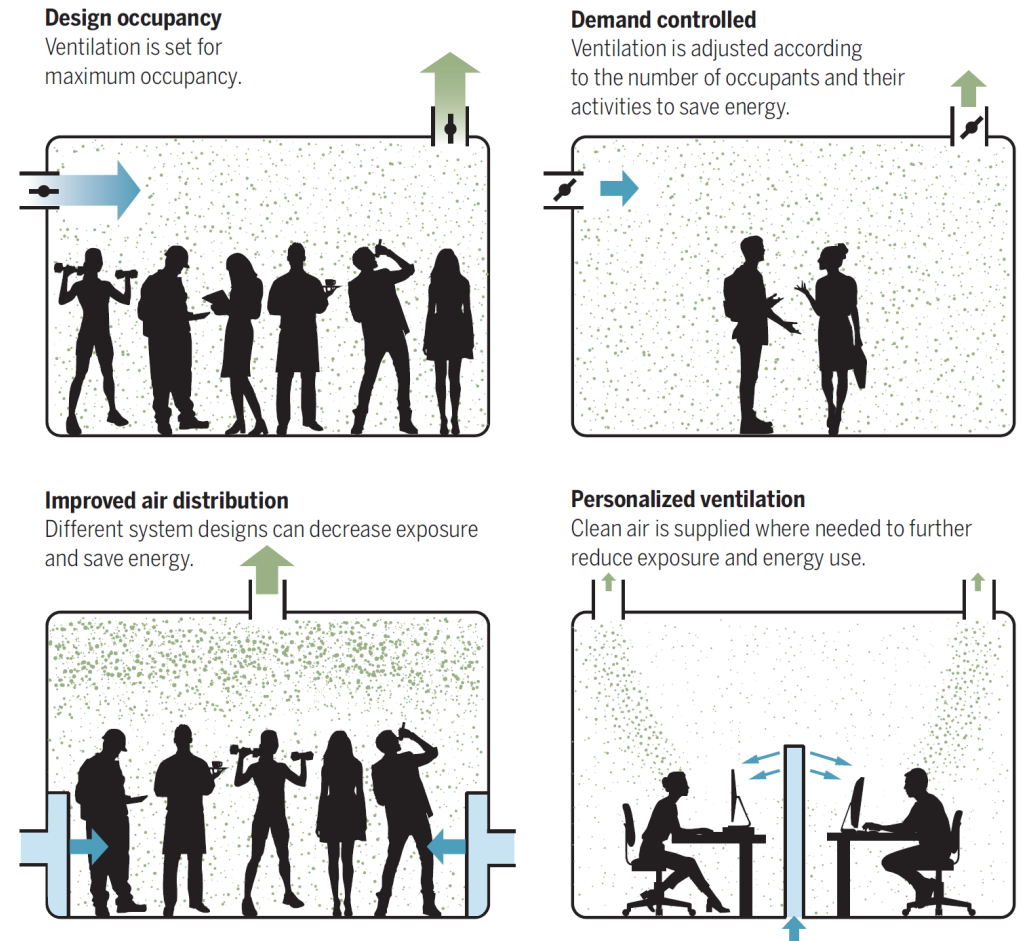 Design occupancy
Ventilation is set for
maximum occupancy.
Demand controlled
Ventilation is adjusted according
to the number of occupants and their
activities to save energy.
Improved air distribution
Different system designs can decrease exposure
and save energy.
Personalized ventilation
Clean air is supplied where needed to further
reduce exposure and energy use.